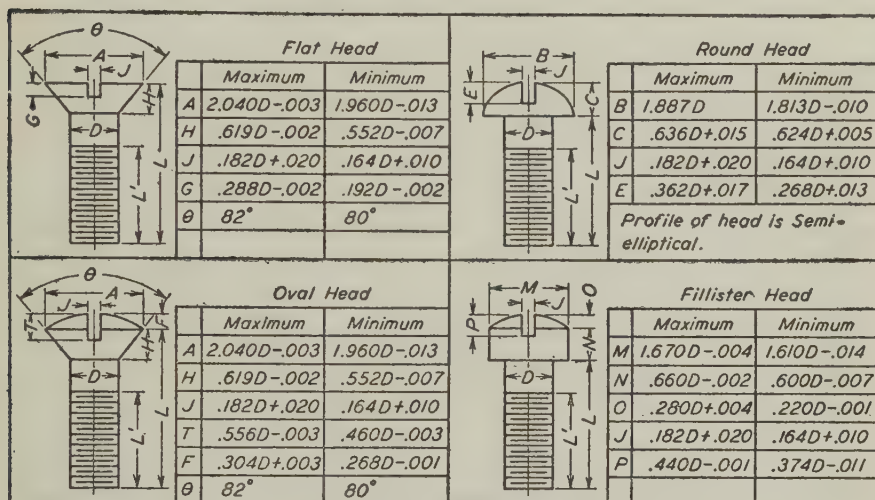 Flat Head
Maximum Minimum
A 2.040D-.003 1.960D-.013
H .619D-.002 .552D-.007
J .182D+.020 .164D+.010
G .288D-.002 .192D-.002
θ 82° 80°
θ
A
J
H
G
D
L'
L
Round Head
Maximum Minimum
B 1.887D 1.813D-.010
C .636D+.015 .624D+.005
J .182D+.020 .164D+.010
E .362D+.017 .268D+.013
Profile of head is Semi-
elliptical.
B
J
E
C
D
L'
L
Oval Head
Maximum Minimum
A 2.040D-.003 1.960D-.013
H .619D-.002 .552D-.007
J .182D+.020 .164D+.010
T .556D-.003 .460D-.003
F .304D+.003 .268D-.001
θ 82° 80°
θ
J A
T
F
H
D
L'
L
Fillister Head
Maximum Minimum
M 1.670D-.004 1.610D-.014
N .660D-.002 .600D-.007
O .280D+.004 .220D-.001
J .182D+.020 .164D+.010
P .440D-.001 .374D-.011
M
O
J
P
N
D
L'
L